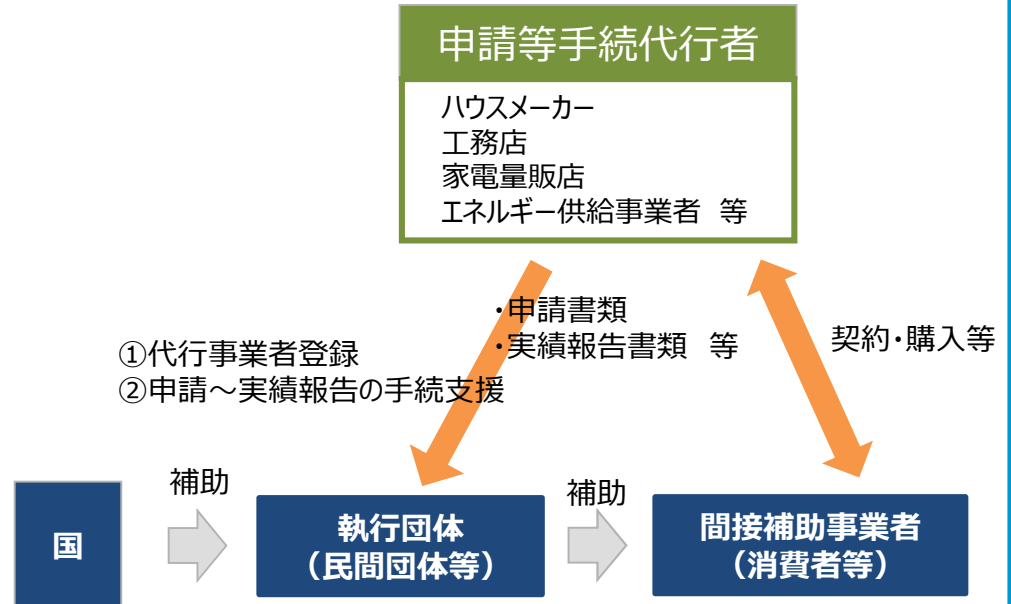 申請等手続代行者
ハウスメーカー
工務店
家電量販店
エネルギー供給事業者 等
・申請書類
・実績報告書類 等
契約・購入等
①代行事業者登録
②申請～実績報告の手続支援
補助
補助
国
執行団体
（民間団体等）
間接補助事業者
（消費者等）